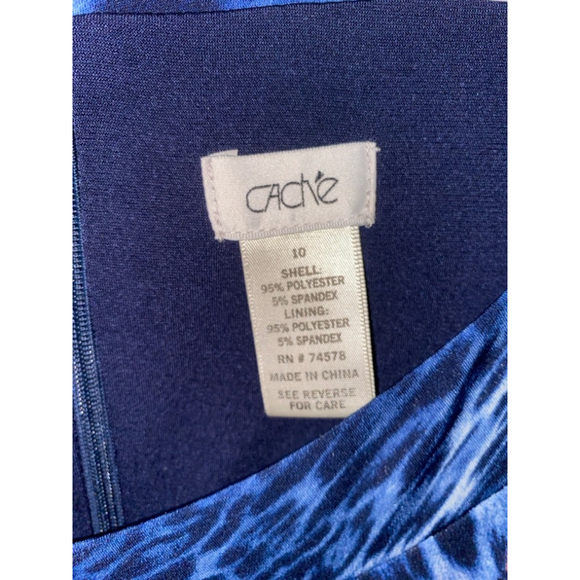 CACHÉ
10
SHELL:
95% POLYESTER
5% SPANDEX
LINING:
95% POLYESTER
5% SPANDEX
RN # 74578
MADE IN CHINA
SEE REVERSE
FOR CARE